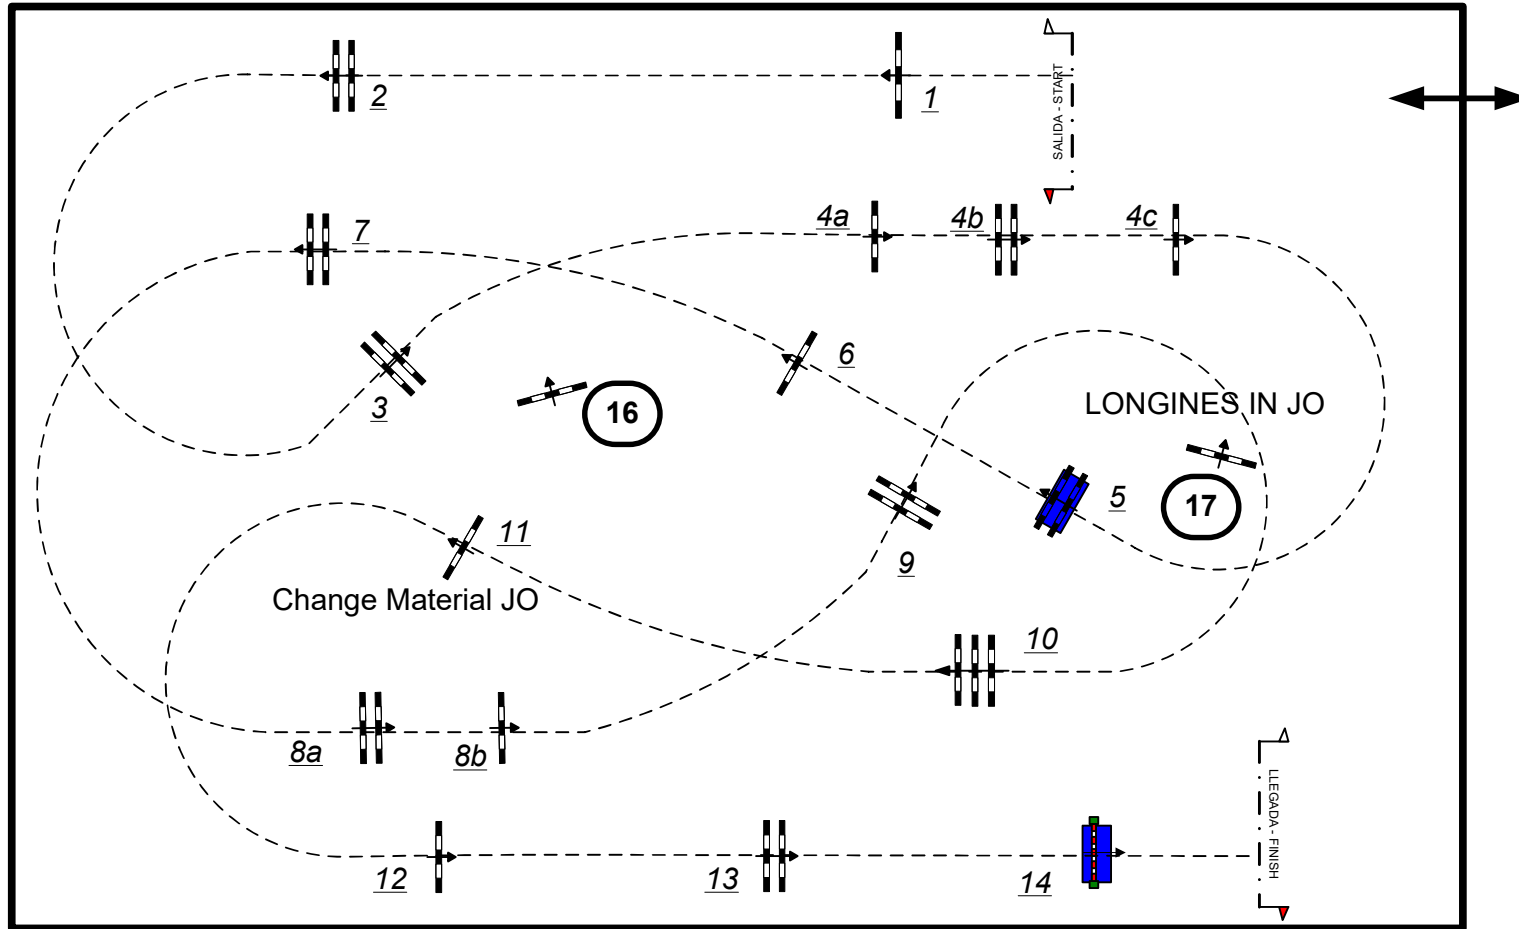 2
1
SALIDA - START
7
4a
4b
4c
3
16
6
LONGINES IN JO
5
17
11
9
Change Material JO
10
8a
8b
LLEGADA - FINISH
12
13
14